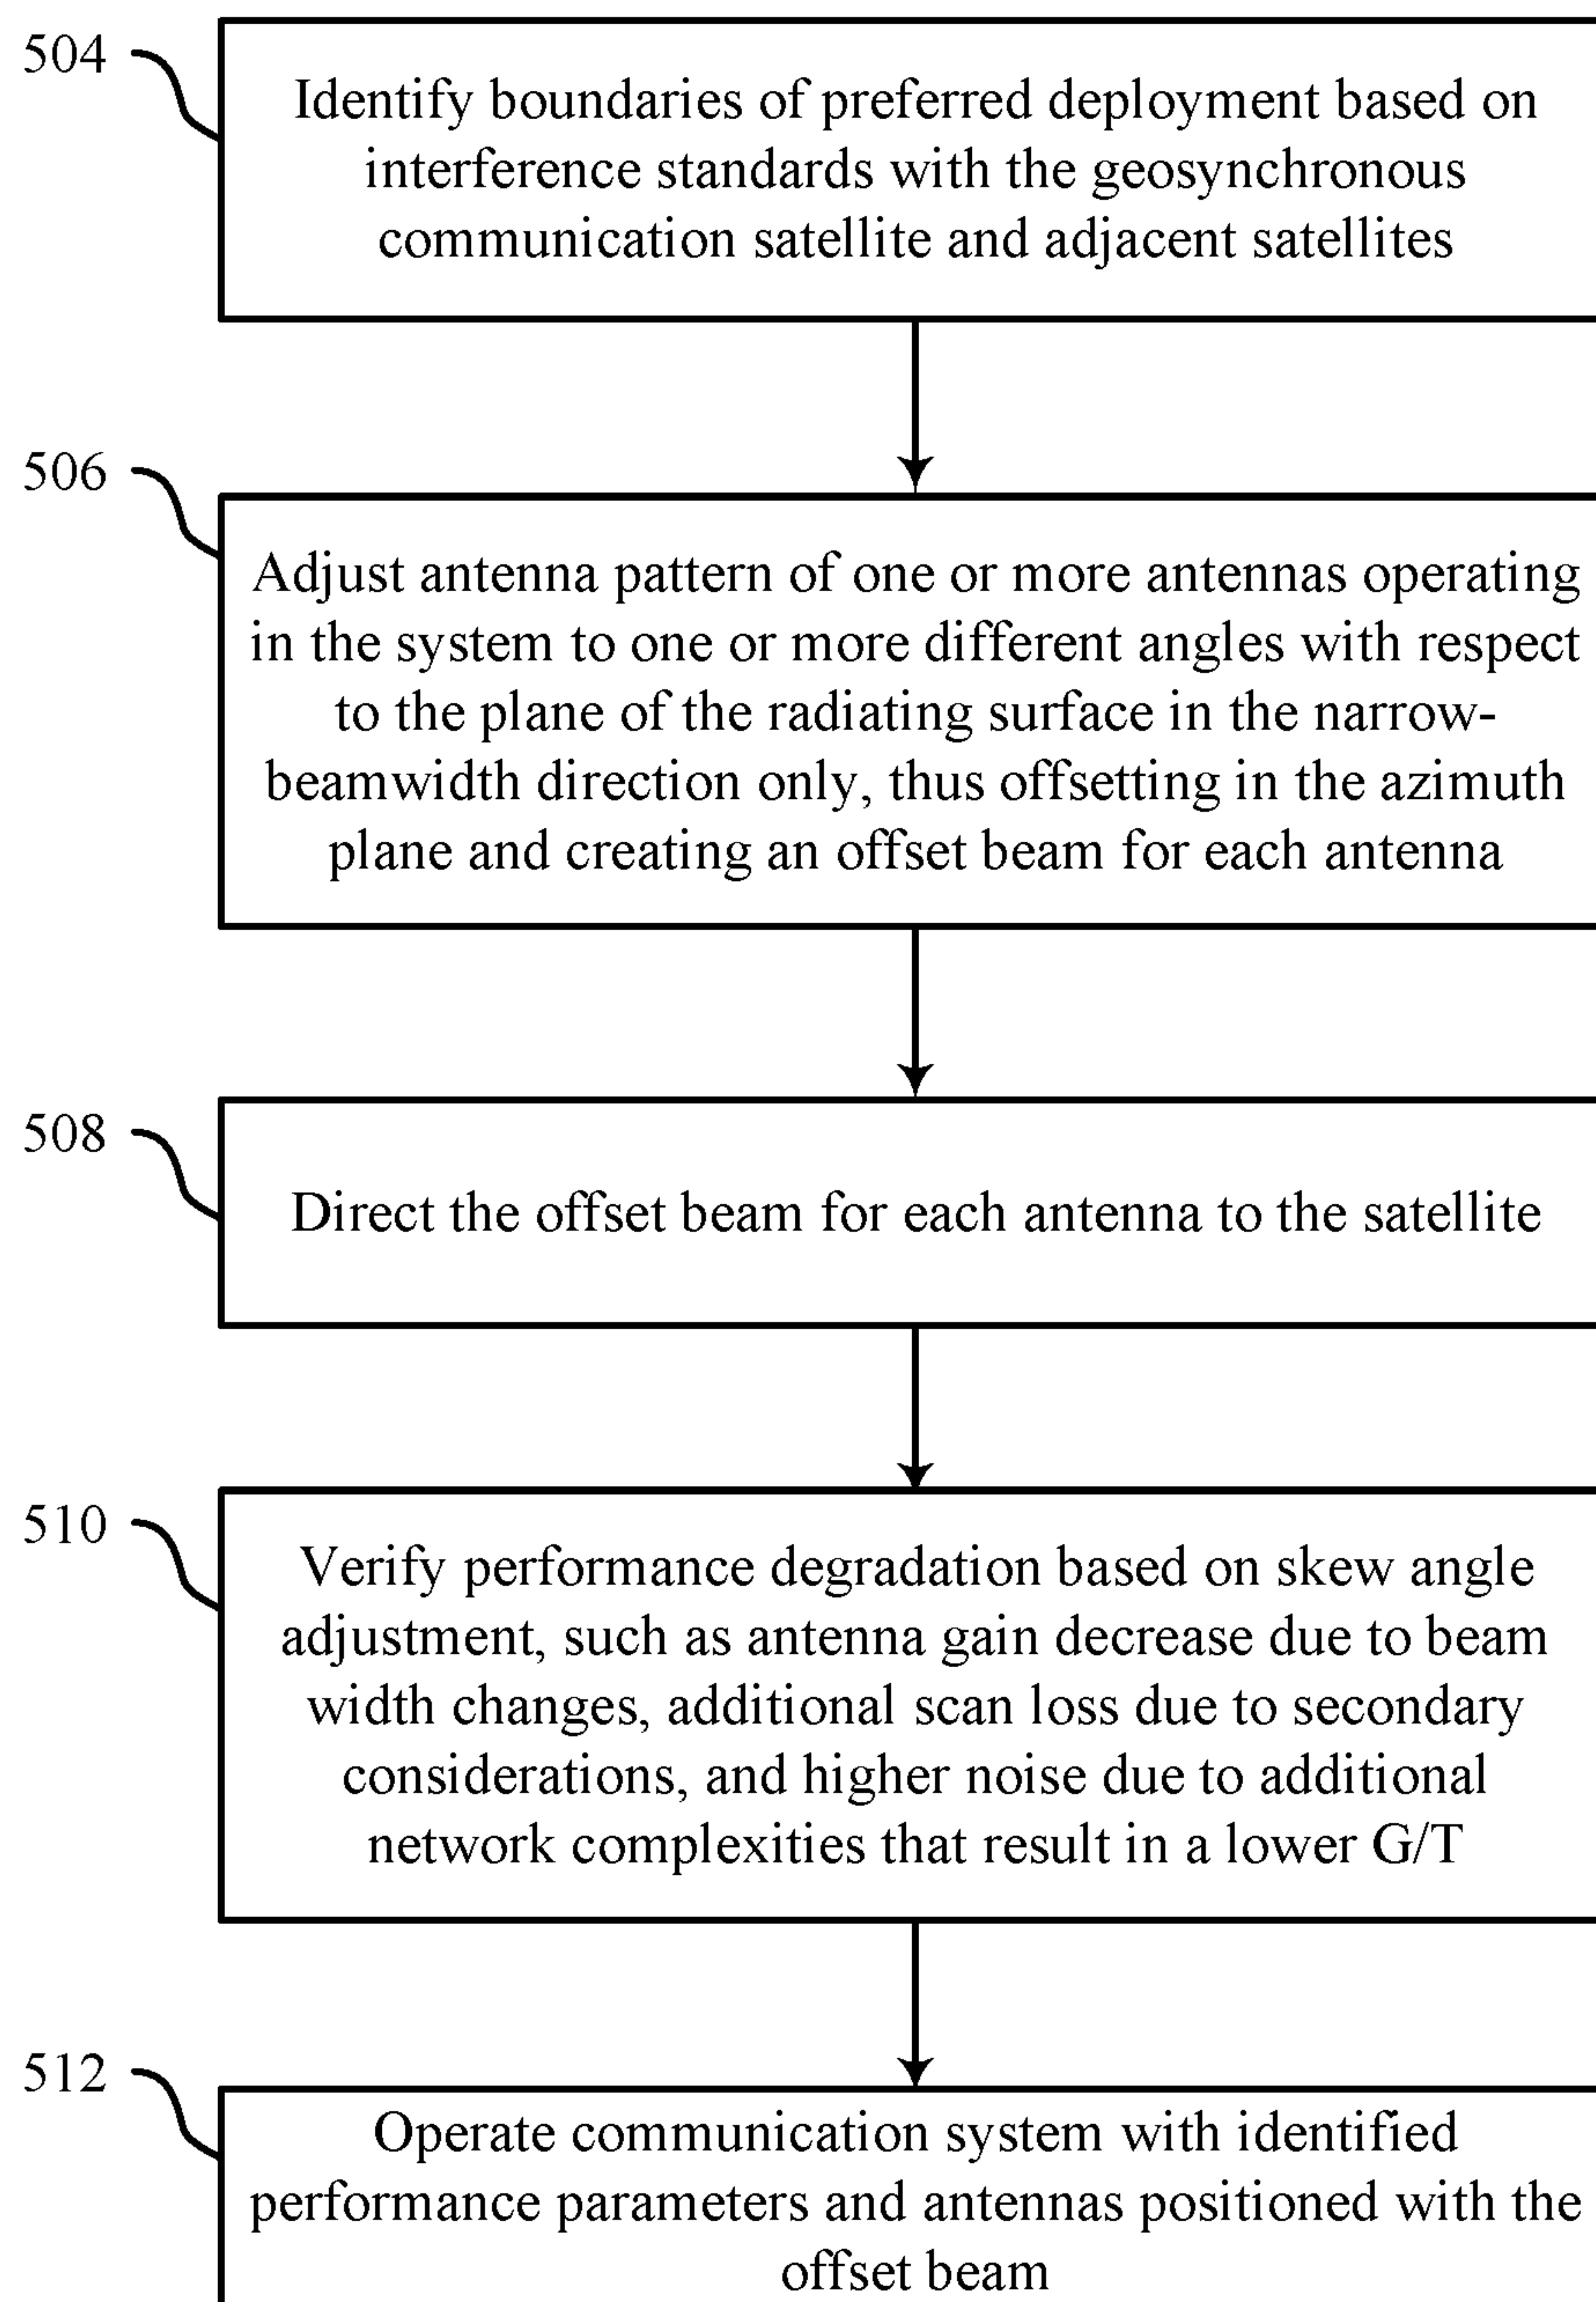 504
Identify boundaries of preferred deployment based on
interference standards with the geosynchronous
communication satellite and adjacent satellites
506
Adjust antenna pattern of one or more antennas operating
in the system to one or more different angles with respect
to the plane of the radiating surface in the narrow-
beamwidth direction only, thus offsetting in the azimuth
plane and creating an offset beam for each antenna
508
Direct the offset beam for each antenna to the satellite
510
Verify performance degradation based on skew angle
adjustment, such as antenna gain decrease due to beam
width changes, additional scan loss due to secondary
considerations, and higher noise due to additional
network complexities that result in a lower G/T
512
Operate communication system with identified
performance parameters and antennas positioned with the
offset beam